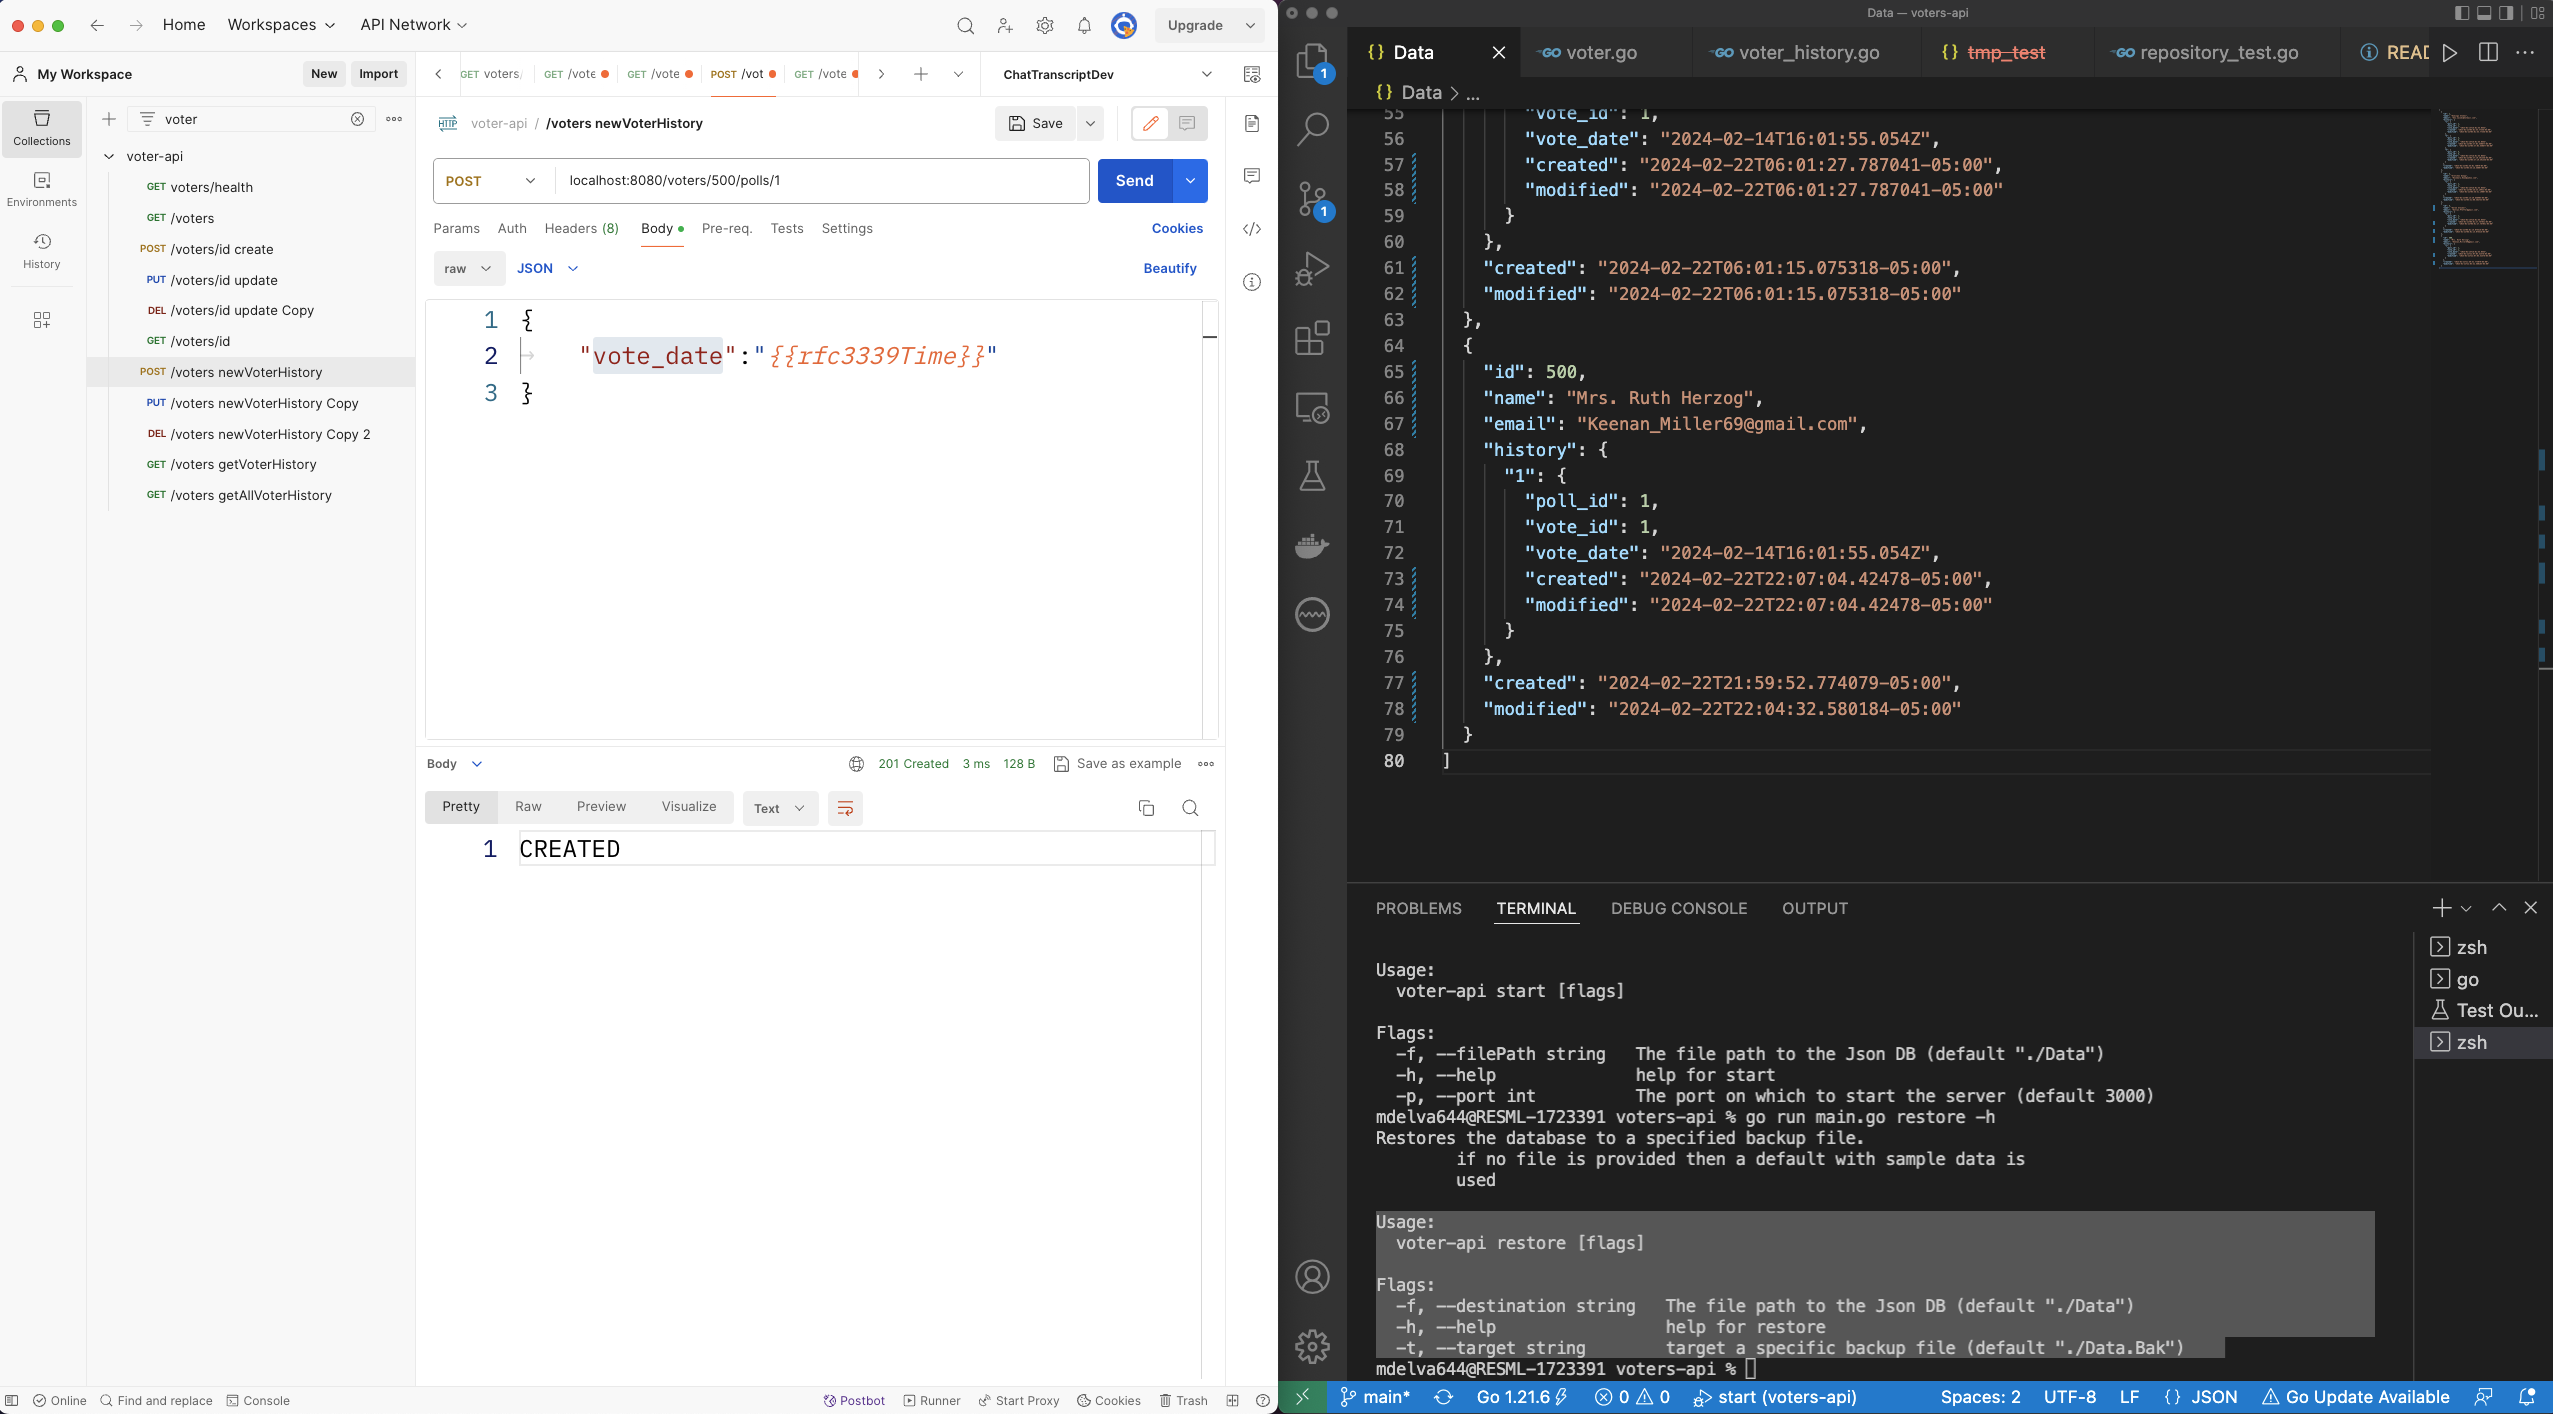 Home
Workspaces
API Network
Upgrade
My Workspace
New
Import
GET voters/
GET /vote
GET /vote
POST /vot
GET /vote
ChatTranscriptDev
Collections
Environments
History
voter
voter-api
GET voters/health
GET /voters
POST /voters/id create
PUT /voters/id update
DEL /voters/id update Copy
GET /voters/id
POST /voters newVoterHistory
PUT /voters newVoterHistory Copy
DEL /voters newVoterHistory Copy 2
GET /voters getVoterHistory
GET /voters getAllVoterHistory
HTTP voter-api / /voters newVoterHistory
Save
POST
localhost:8080/voters/500/polls/1
Send
Params Auth Headers (8) Body Pre-req. Tests Settings
Cookies
raw JSON
Beautify
1 {
2 "vote_date":"{{rfc3339Time}}"
3 }
Body
201 Created 3 ms 128 B Save as example
Pretty Raw Preview Visualize Text
1 CREATED
Online Find and replace Console
Postbot Runner Start Proxy Cookies Trash
Data — voters-api
{} Data
GO voter.go
GO voter_history.go
{} tmp_test
GO repository_test.go
READ
{} Data > ...
55 "vote_id": 1,
56 "vote_date": "2024-02-14T16:01:55.054Z",
57 "created": "2024-02-22T06:01:27.787041-05:00",
58 "modified": "2024-02-22T06:01:27.787041-05:00"
59 }
60 },
61 "created": "2024-02-22T06:01:15.075318-05:00",
62 "modified": "2024-02-22T06:01:15.075318-05:00"
63 },
64 {
65 "id": 500,
66 "name": "Mrs. Ruth Herzog",
67 "email": "Keenan_Miller69@gmail.com",
68 "history": {
69 "1": {
70 "poll_id": 1,
71 "vote_id": 1,
72 "vote_date": "2024-02-14T16:01:55.054Z",
73 "created": "2024-02-22T22:07:04.42478-05:00",
74 "modified": "2024-02-22T22:07:04.42478-05:00"
75 }
76 },
77 "created": "2024-02-22T21:59:52.774079-05:00",
78 "modified": "2024-02-22T22:04:32.580184-05:00"
79 }
80 ]
1
1
PROBLEMS TERMINAL DEBUG CONSOLE OUTPUT
zsh
go
Test Ou...
zsh
Usage:
voter-api start [flags]
Flags:
-f, --filePath string The file path to the Json DB (default "./Data")
-h, --help help for start
-p, --port int The port on which to start the server (default 3000)
mdelva644@RESML-1723391 voters-api % go run main.go restore -h
Restores the database to a specified backup file.
if no file is provided then a default with sample data is
used
Usage:
voter-api restore [flags]
Flags:
-f, --destination string The file path to the Json DB (default "./Data")
-h, --help help for restore
-t, --target string target a specific backup file (default "./Data.Bak")
mdelva644@RESML-1723391 voters-api %
main* Go 1.21.6 0 0 start (voters-api)
Spaces: 2 UTF-8 LF {} JSON Go Update Available